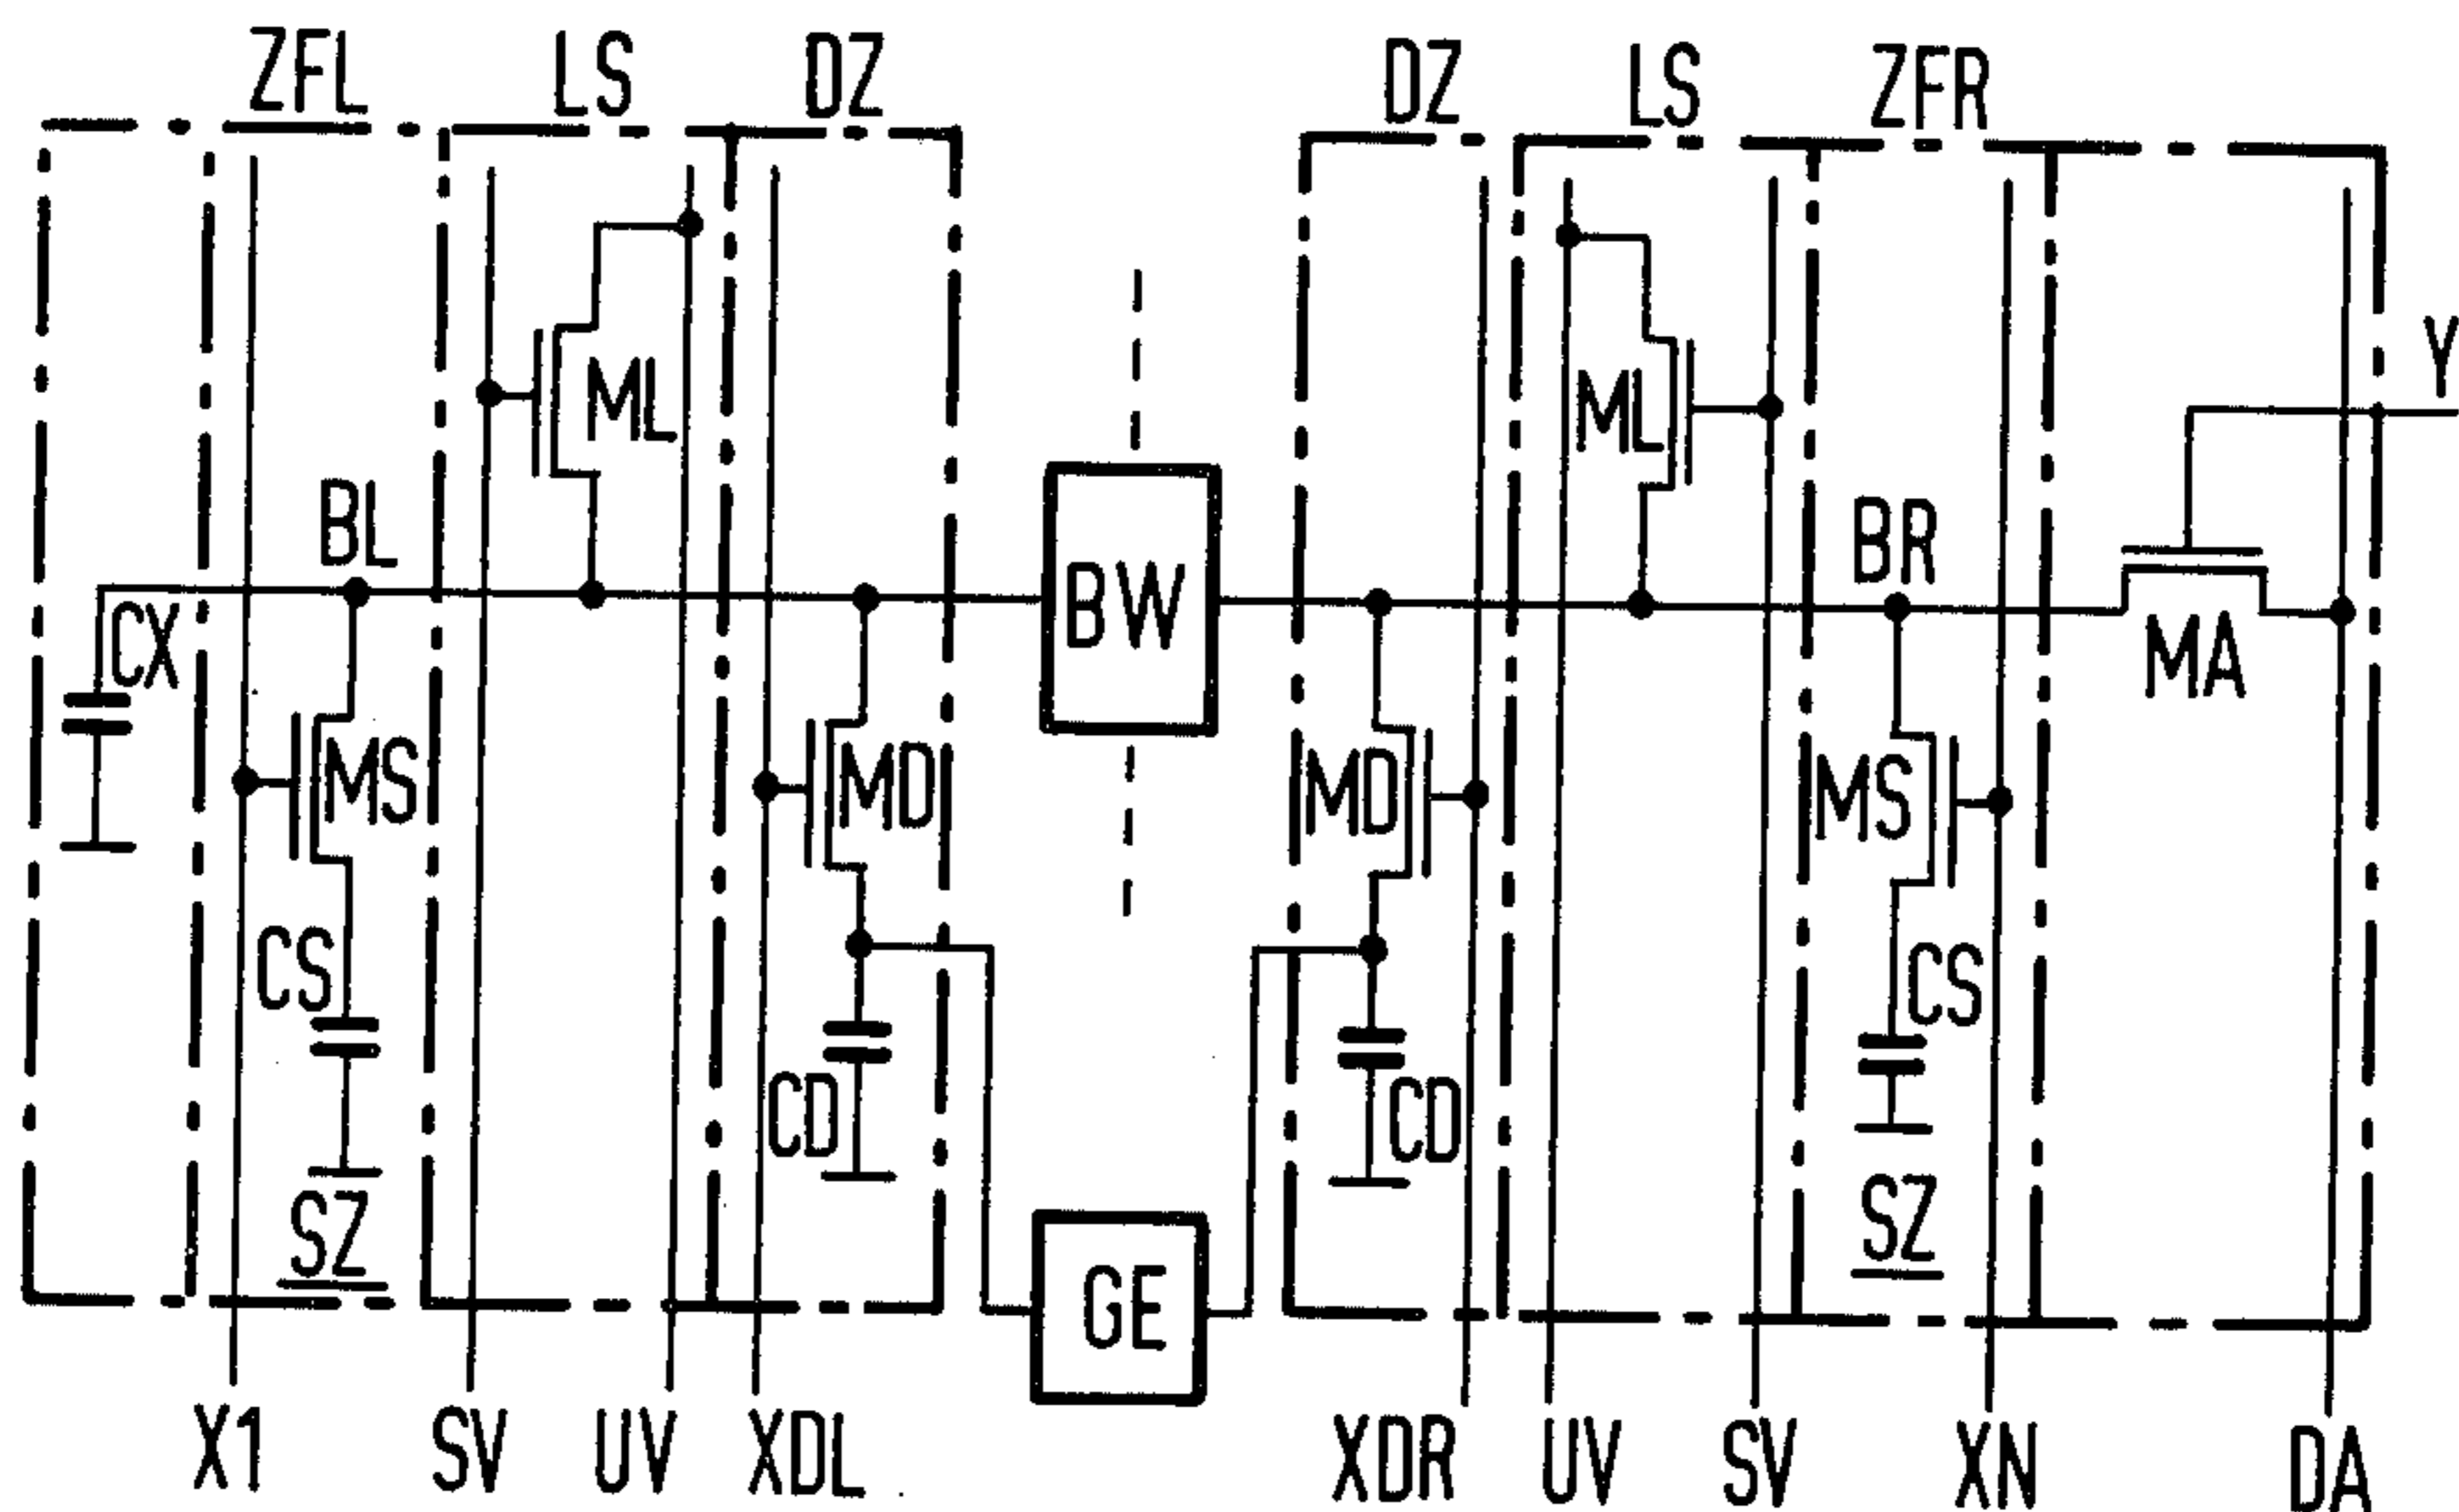 ZFL LS DZ DZ LS ZFR
Y
ML ML
BL BR
BW
CX MA
MS MD MD MS
CS CS
CD CD
SZ SZ
GE
X1 SV UV XDL XDR UV SV XN DA